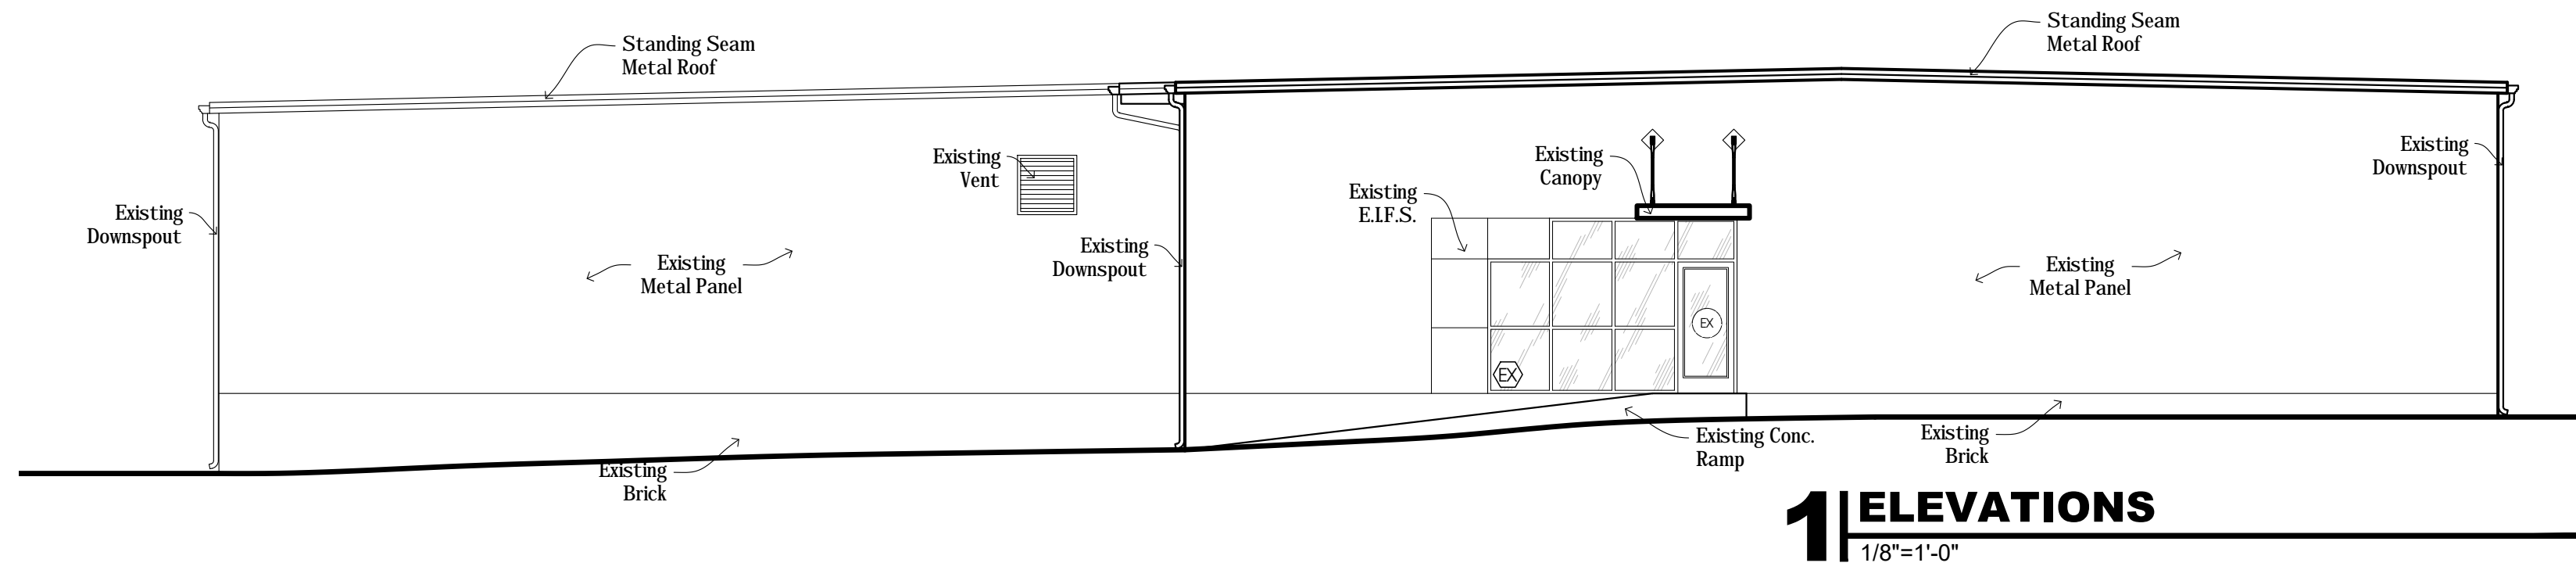 Standing Seam
Metal Roof
Standing Seam
Metal Roof
Existing
Vent
Existing
Canopy
Existing
Downspout
Existing
E.I.F.S.
Existing
Downspout
Existing
Downspout
Existing
Metal Panel
Existing
Metal Panel
EX
EX
Existing Conc.
Ramp
Existing
Brick
Existing
Brick
1
ELEVATIONS
1/8"=1'-0"